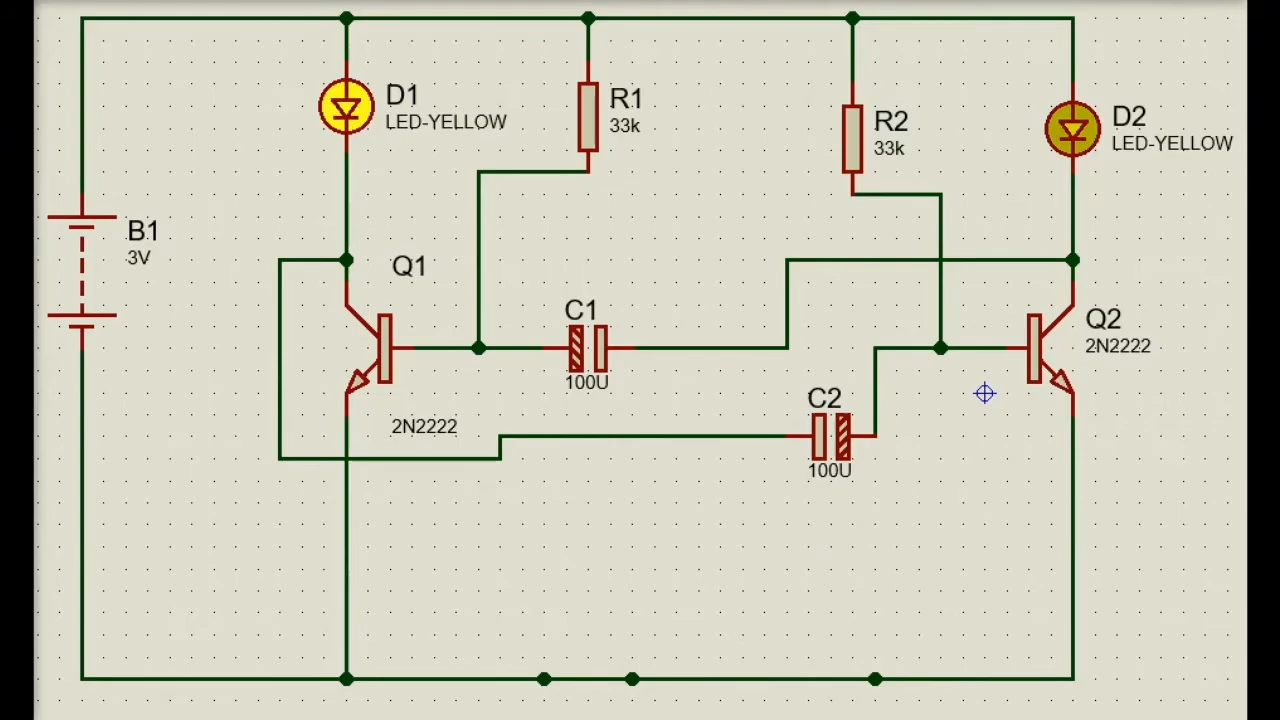 D1
LED-YELLOW
R1
33k
R2
33k
D2
LED-YELLOW
B1
3V
Q1
2N2222
C1
100U
C2
100U
Q2
2N2222